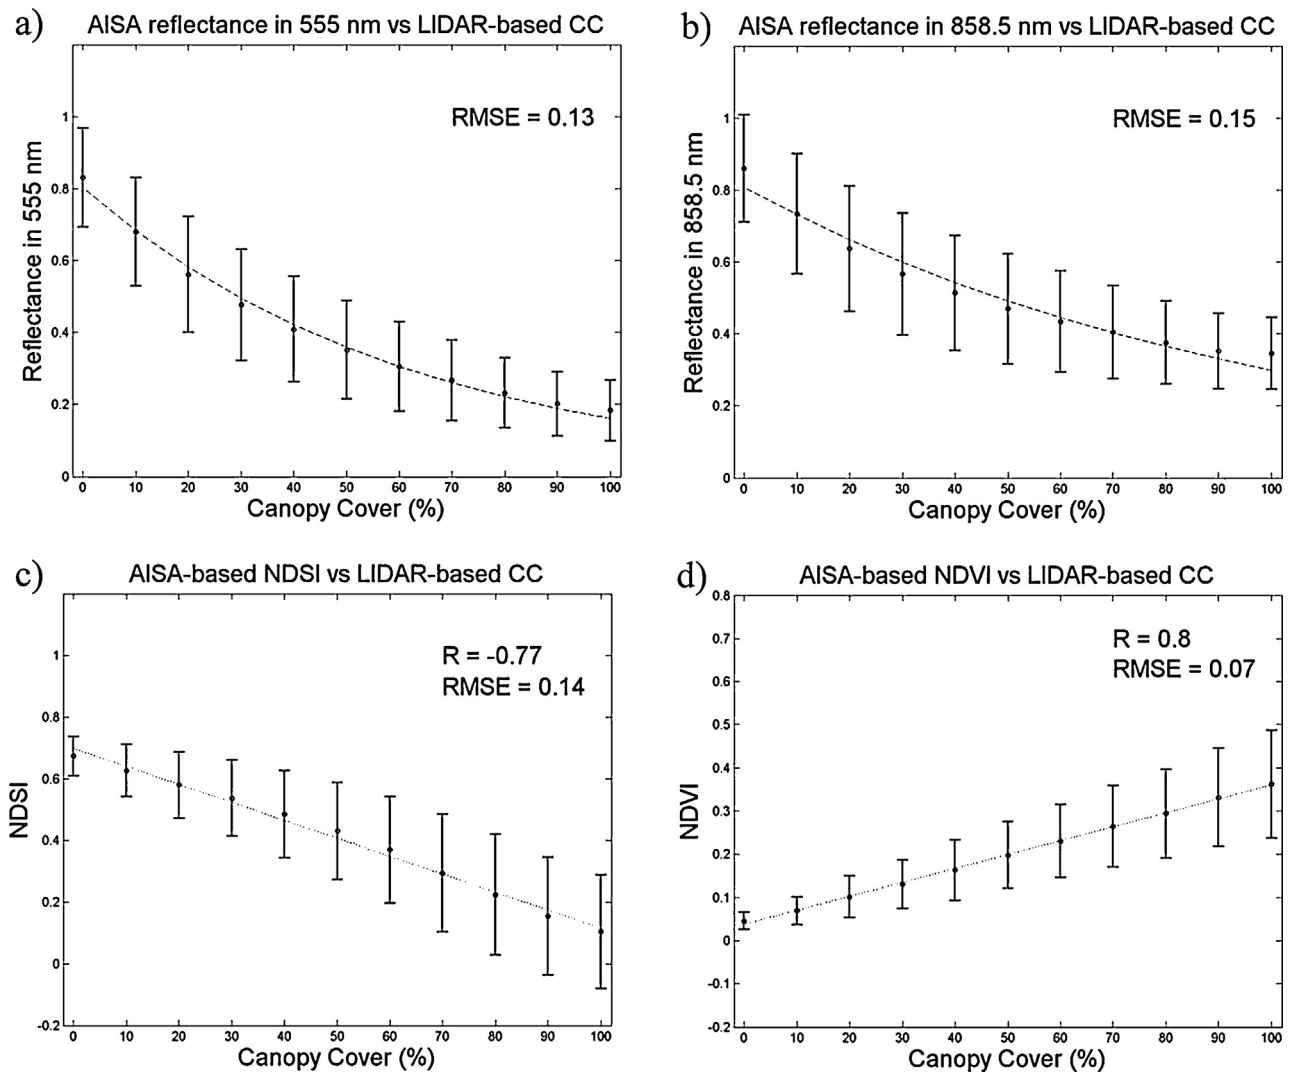 a)
AISA reflectance in 555 nm vs LIDAR-based CC
RMSE = 0.13
Reflectance in 555 nm
1
0.8
0.6
0.4
0.2
0
0 10 20 30 40 50 60 70 80 90 100
Canopy Cover (%)
b)
AISA reflectance in 858.5 nm vs LIDAR-based CC
RMSE = 0.15
Reflectance in 858.5 nm
1
0.8
0.6
0.4
0.2
0
0 10 20 30 40 50 60 70 80 90 100
Canopy Cover (%)
c)
AISA-based NDSI vs LIDAR-based CC
R = -0.77
RMSE = 0.14
NDSI
1
0.8
0.6
0.4
0.2
0
-0.2
0 10 20 30 40 50 60 70 80 90 100
Canopy Cover (%)
d)
AISA-based NDVI vs LIDAR-based CC
R = 0.8
RMSE = 0.07
NDVI
0.8
0.7
0.6
0.5
0.4
0.3
0.2
0.1
0
-0.1
-0.2
0 10 20 30 40 50 60 70 80 90 100
Canopy Cover (%)